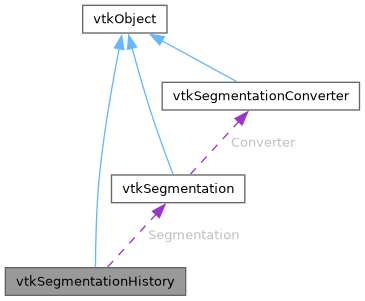 vtkObject
vtkSegmentationConverter
Converter
vtkSegmentation
Segmentation
vtkSegmentationHistory